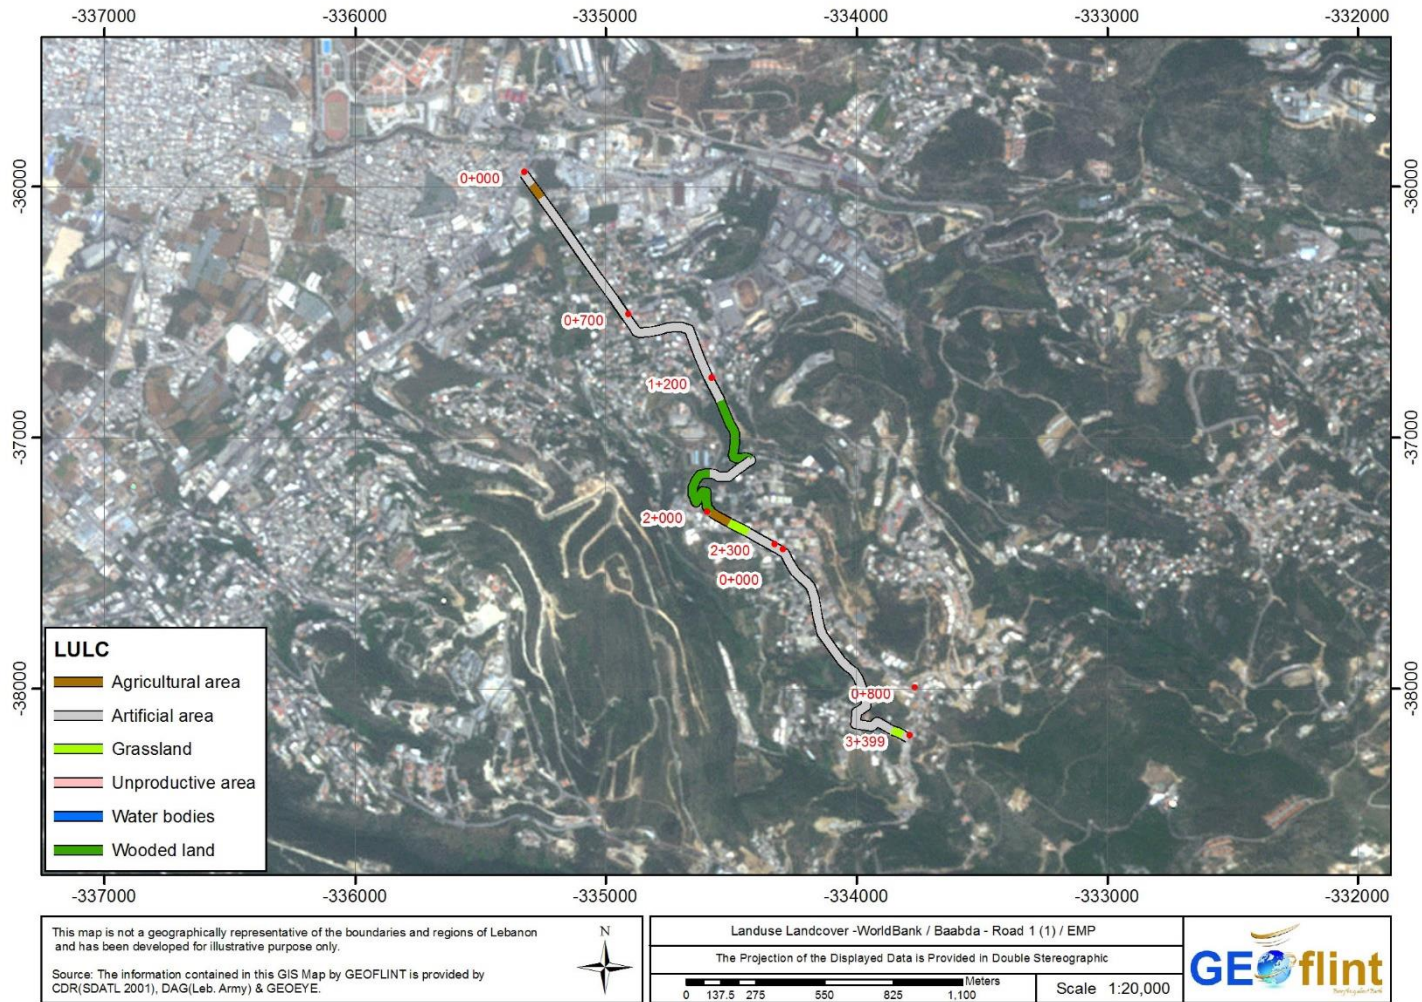 -337000 -336000 -335000 -334000 -333000 -332000
-36000 -36000
0+000
0+700
1+200
-37000 -37000
2+000
2+300
0+000
0+800
3+399
-38000 -38000
LULC
Agricultural area
Artificial area
Grassland
Unproductive area
Water bodies
Wooded land
-337000 -336000 -335000 -334000 -333000 -332000
This map is not a geographically representative of the boundaries and regions of Lebanon
and has been developed for illustrative purpose only.
Source: The information contained in this GIS Map by GEOFLINT is provided by
CDR(SDATL 2001), DAG(Leb. Army) & GEOEYE.
N
Landuse Landcover -WorldBank / Baabda - Road 1 (1) / EMP
The Projection of the Displayed Data is Provided in Double Stereographic
Meters
0 137.5 275 550 825 1,100
Scale 1:20,000
GEOflint